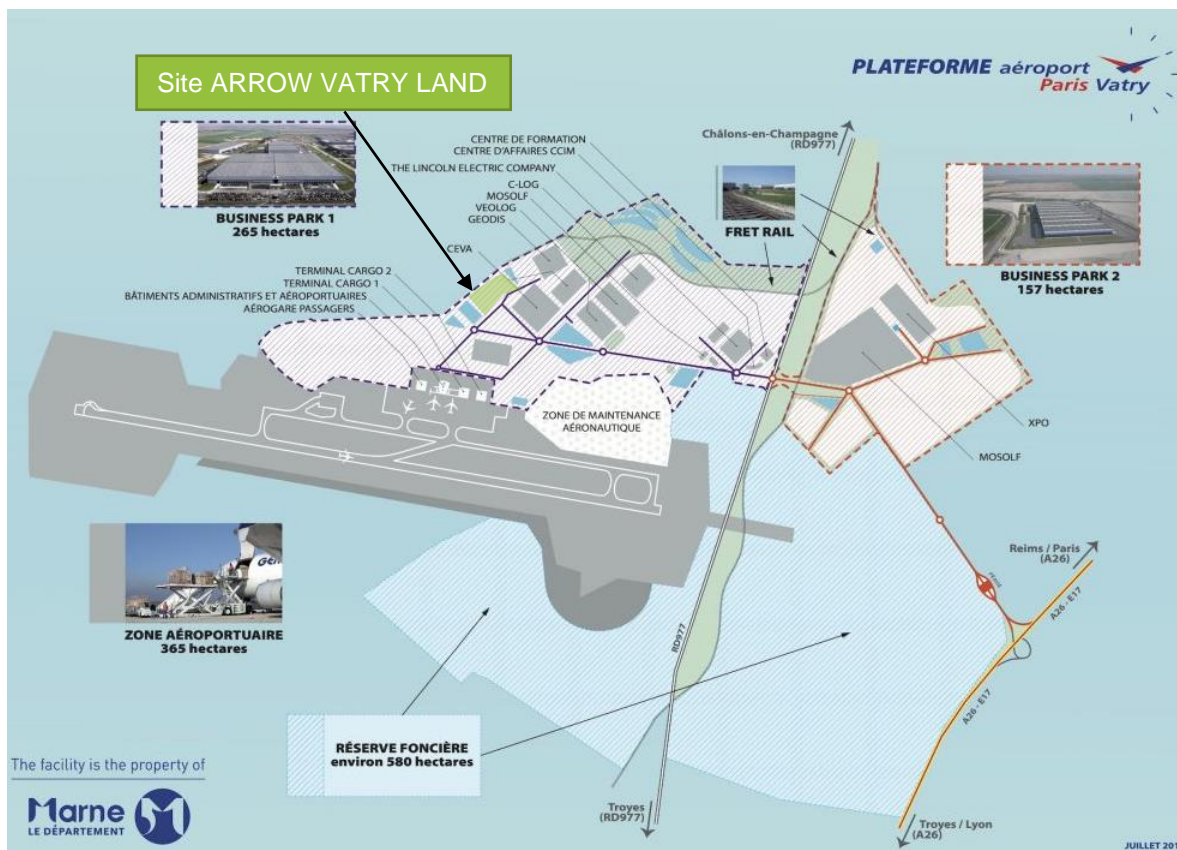 Site ARROW VATRY LAND
PLATEFORME aéroport
Paris Vatry
BUSINESS PARK 1
265 hectares
CENTRE DE FORMATION
CENTRE D'AFFAIRES CCIM
THE LINCOLN ELECTRIC COMPANY
C-LOG
MOSOLF
VEOLOG
GEODIS
CEVA
TERMINAL CARGO 2
TERMINAL CARGO 1
BÂTIMENTS ADMINISTRATIFS ET AÉROPORTUAIRES
AÉROGARE PASSAGERS
Châlons-en-Champagne
(RD977)
FRET RAIL
BUSINESS PARK 2
157 hectares
ZONE DE MAINTENANCE
AÉRONAUTIQUE
XPO
MOSOLF
ZONE AÉROPORTUAIRE
365 hectares
Reims / Paris
(A26)
A26 - E17
PÉAGE
RD977
A26 - E17
RÉSERVE FONCIÈRE
environ 580 hectares
The facility is the property of
Marne
LE DÉPARTEMENT
Troyes
(RD977)
Troyes / Lyon
(A26)
JUILLET 201